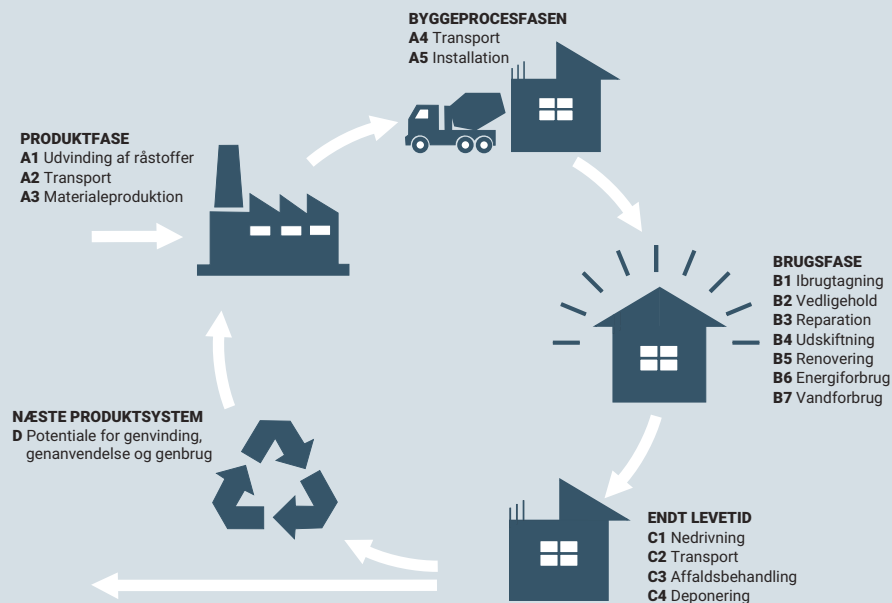 BYGGEPROCESFASEN
A4 Transport
A5 Installation
PRODUKTFASE
A1 Udvinding af råstoffer
A2 Transport
A3 Materialeproduktion
BRUGSFASE
B1 Ibrugtagning
B2 Vedligehold
B3 Reparation
B4 Udskiftning
B5 Renovering
B6 Energiforbrug
B7 Vandforbrug
NÆSTE PRODUKTSYSTEM
D Potentiale for genvinding,
genanvendelse og genbrug
ENDT LEVETID
C1 Nedrivning
C2 Transport
C3 Affaldsbehandling
C4 Deponering